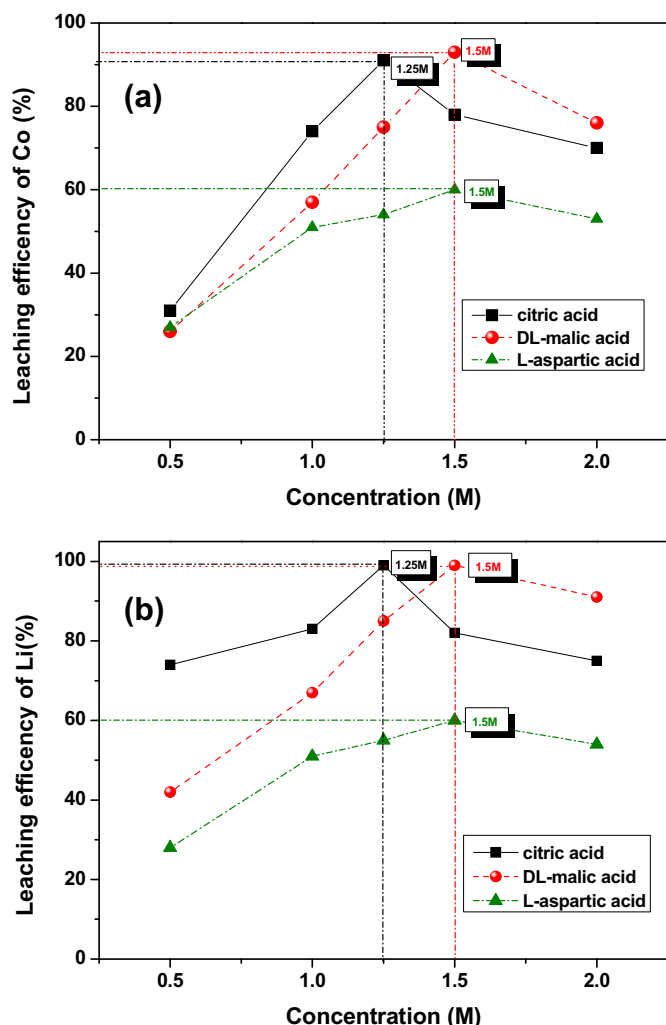 100
80
60
40
20
0
Leaching efficency of Co (%)
(a)
1.25M
1.5M
1.5M
citric acid
DL-malic acid
L-aspartic acid
0.5
1.0
1.5
2.0
Concentration (M)
100
80
60
40
20
0
Leaching efficency of Li(%)
(b)
1.25M
1.5M
1.5M
citric acid
DL-malic acid
L-aspartic acid
0.5
1.0
1.5
2.0
Concentration (M)